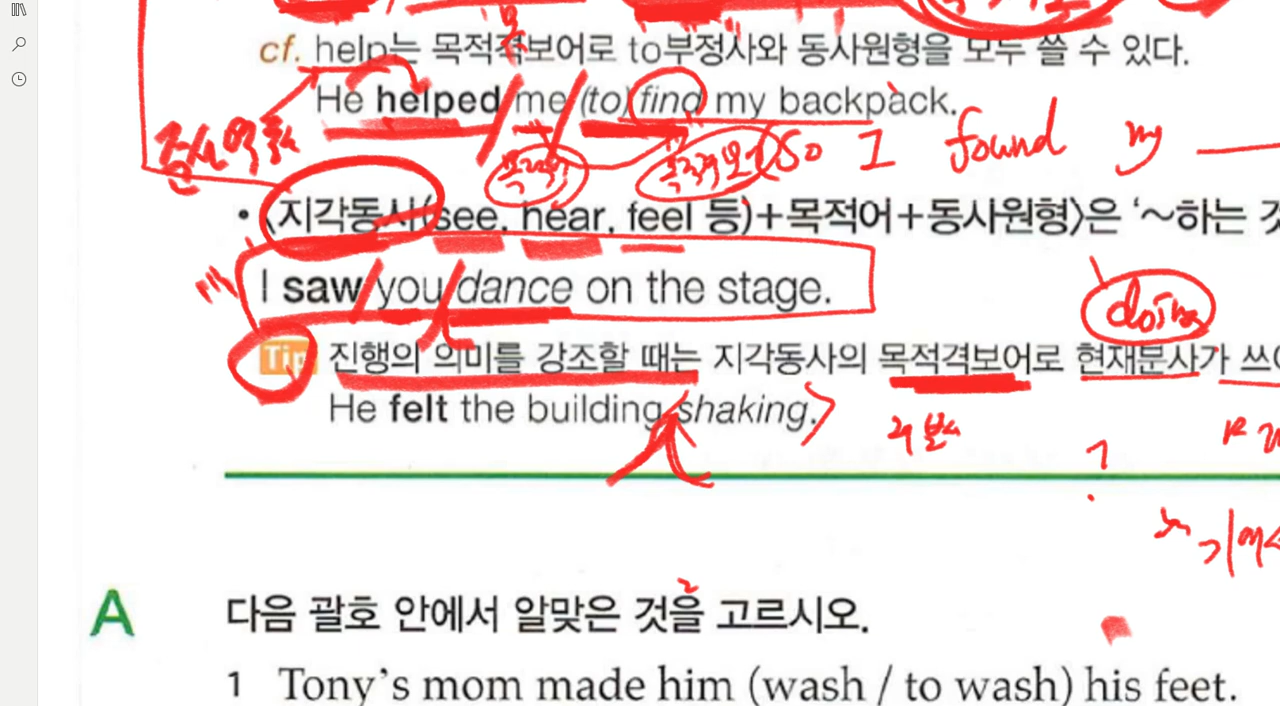 cf. help는 목적격보어로 to부정사와 동사원형을 모두 쓸 수 있다.
He helped me (to) find my backpack.
So I found my
• 〈지각동사(see, hear, feel 등)+목적어+동사원형〉은 ‘~하는 것
I saw you dance on the stage.
doing
Tip 진행의 의미를 강조할 때는 지각동사의 목적격보어로 현재분사가 쓰
He felt the building shaking.
A 다음 괄호 안에서 알맞은 것을 고르시오.
1 Tony’s mom made him (wash / to wash) his feet.